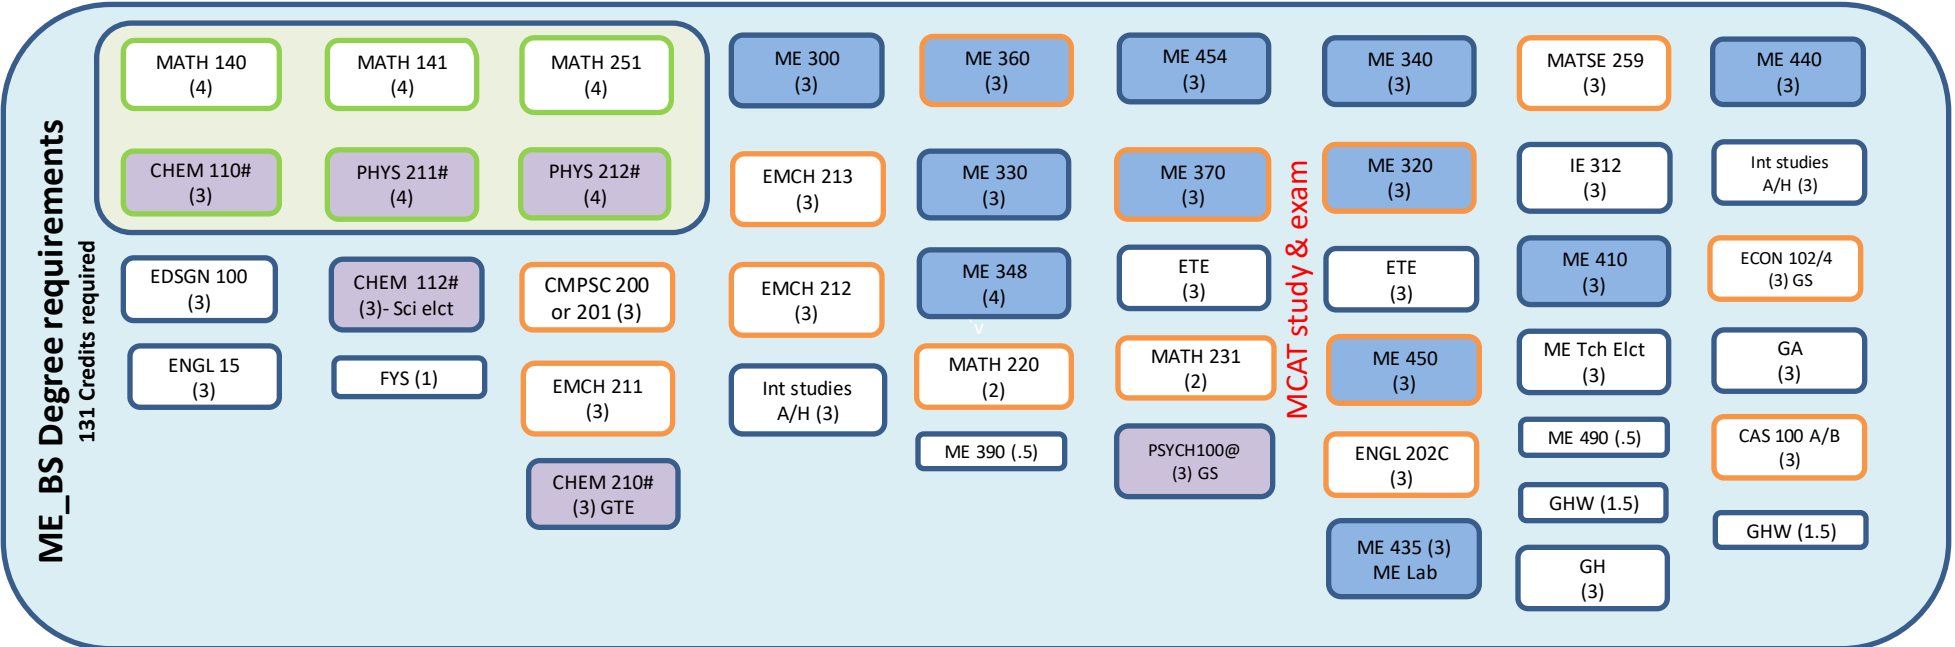 ME_BS Degree requirements
131 Credits required
MATH 140
(4)
CHEM 110#
(3)
EDSGN 100
(3)
ENGL 15
(3)
MATH 141
(4)
PHYS 211#
(4)
CHEM 112#
(3)- Sci elct
FYS (1)
MATH 251
(4)
PHYS 212#
(4)
CMPSC 200
or 201 (3)
EMCH 211
(3)
CHEM 210#
(3) GTE
ME 300
(3)
EMCH 213
(3)
EMCH 212
(3)
Int studies
A/H (3)
ME 360
(3)
ME 330
(3)
ME 348
(4)
`v
MATH 220
(2)
ME 390 (.5)
ME 454
(3)
ME 370
(3)
ETE
(3)
MATH 231
(2)
PSYCH100@
(3) GS
MCAT study & exam
ME 340
(3)
ME 320
(3)
ETE
(3)
ME 450
(3)
ENGL 202C
(3)
ME 435 (3)
ME Lab
MATSE 259
(3)
IE 312
(3)
ME 410
(3)
ME Tch Elct
(3)
ME 490 (.5)
GHW (1.5)
GH
(3)
ME 440
(3)
Int studies
A/H (3)
ECON 102/4
(3) GS
GA
(3)
CAS 100 A/B
(3)
GHW (1.5)